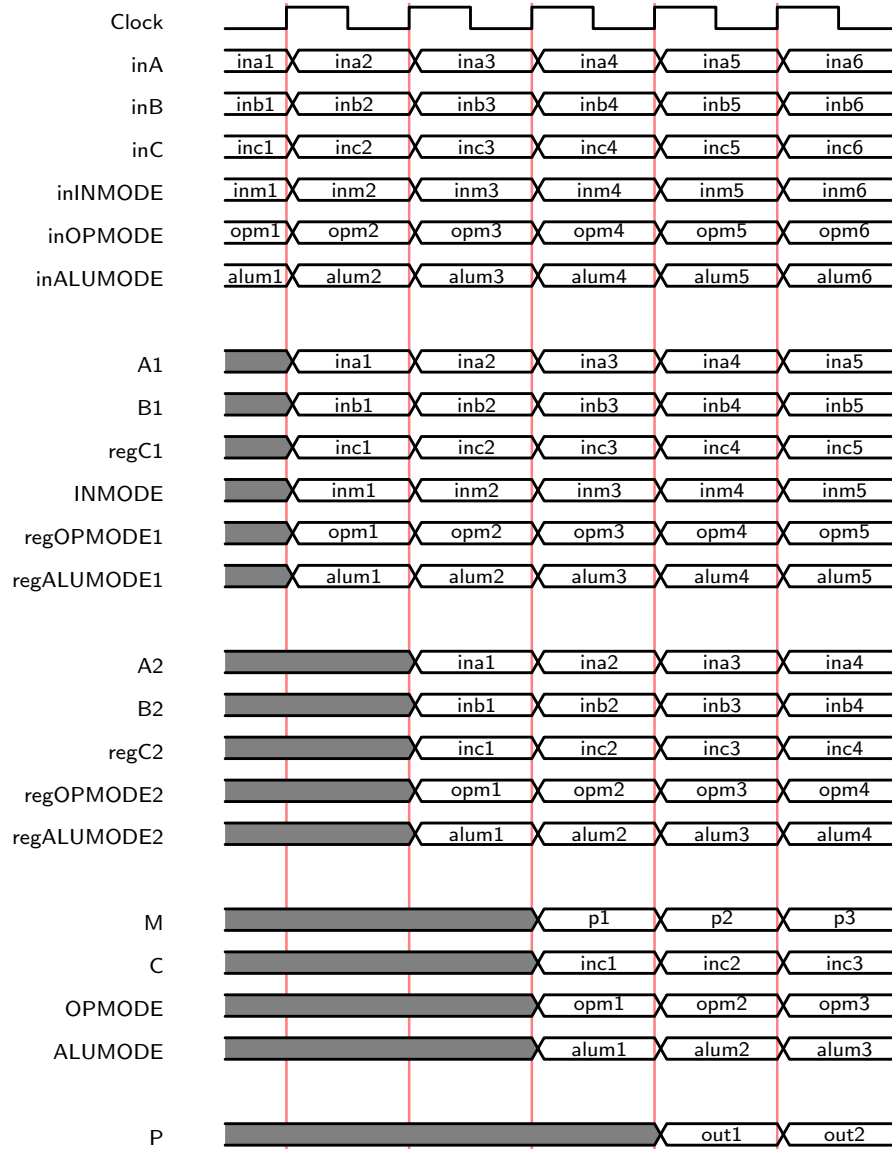 Clock
inA ina1 ina2 ina3 ina4 ina5 ina6
inB inb1 inb2 inb3 inb4 inb5 inb6
inC inc1 inc2 inc3 inc4 inc5 inc6
inINMODE inm1 inm2 inm3 inm4 inm5 inm6
inOPMODE opm1 opm2 opm3 opm4 opm5 opm6
inALUMODE alum1 alum2 alum3 alum4 alum5 alum6
A1 ina1 ina2 ina3 ina4 ina5
B1 inb1 inb2 inb3 inb4 inb5
regC1 inc1 inc2 inc3 inc4 inc5
INMODE inm1 inm2 inm3 inm4 inm5
regOPMODE1 opm1 opm2 opm3 opm4 opm5
regALUMODE1 alum1 alum2 alum3 alum4 alum5
A2 ina1 ina2 ina3 ina4
B2 inb1 inb2 inb3 inb4
regC2 inc1 inc2 inc3 inc4
regOPMODE2 opm1 opm2 opm3 opm4
regALUMODE2 alum1 alum2 alum3 alum4
M p1 p2 p3
C inc1 inc2 inc3
OPMODE opm1 opm2 opm3
ALUMODE alum1 alum2 alum3
P out1 out2